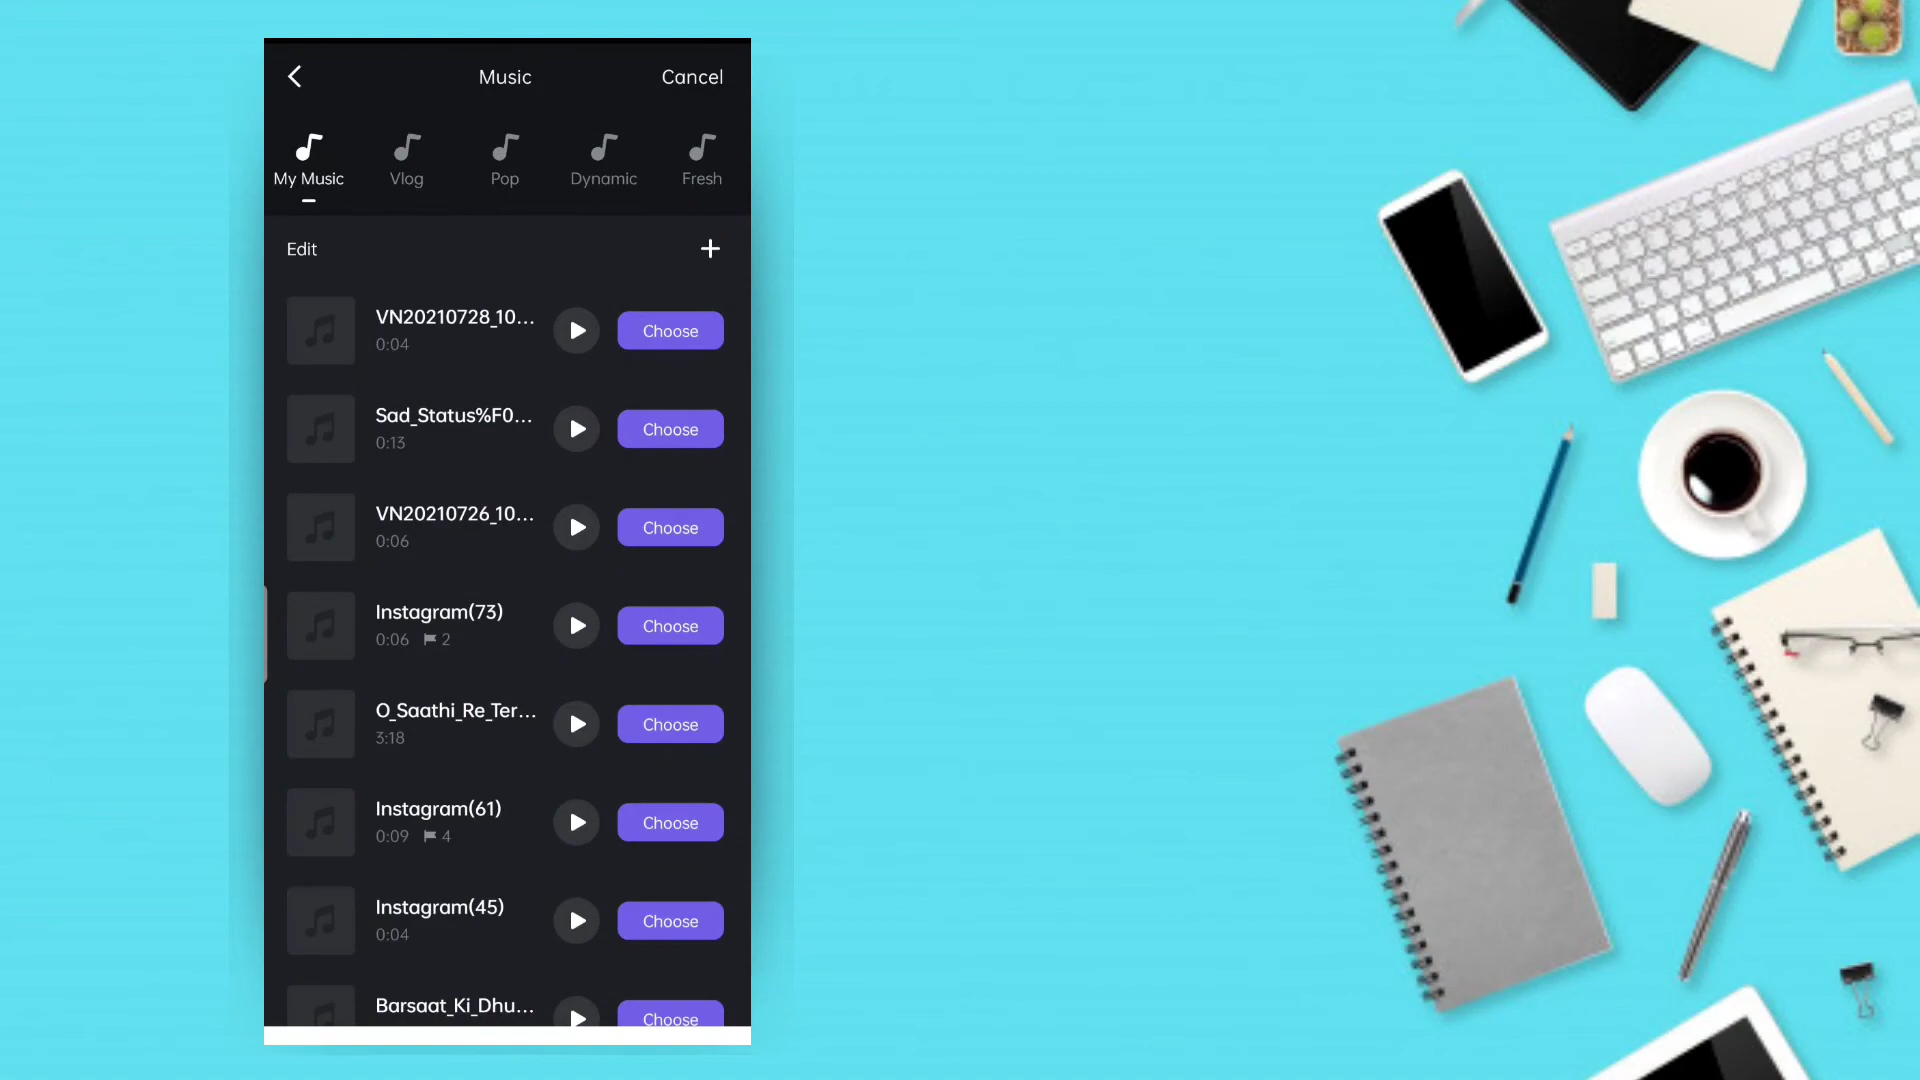 Music
Cancel
My Music
Vlog
Pop
Dynamic
Fresh
Edit
VN20210728_10...
0:04
Choose
Sad_Status%F0...
0:13
Choose
VN20210726_10...
0:06
Choose
Instagram(73)
0:06 2
Choose
O_Saathi_Re_Ter...
3:18
Choose
Instagram(61)
0:09 4
Choose
Instagram(45)
0:04
Choose
Barsaat_Ki_Dhu...
Choose